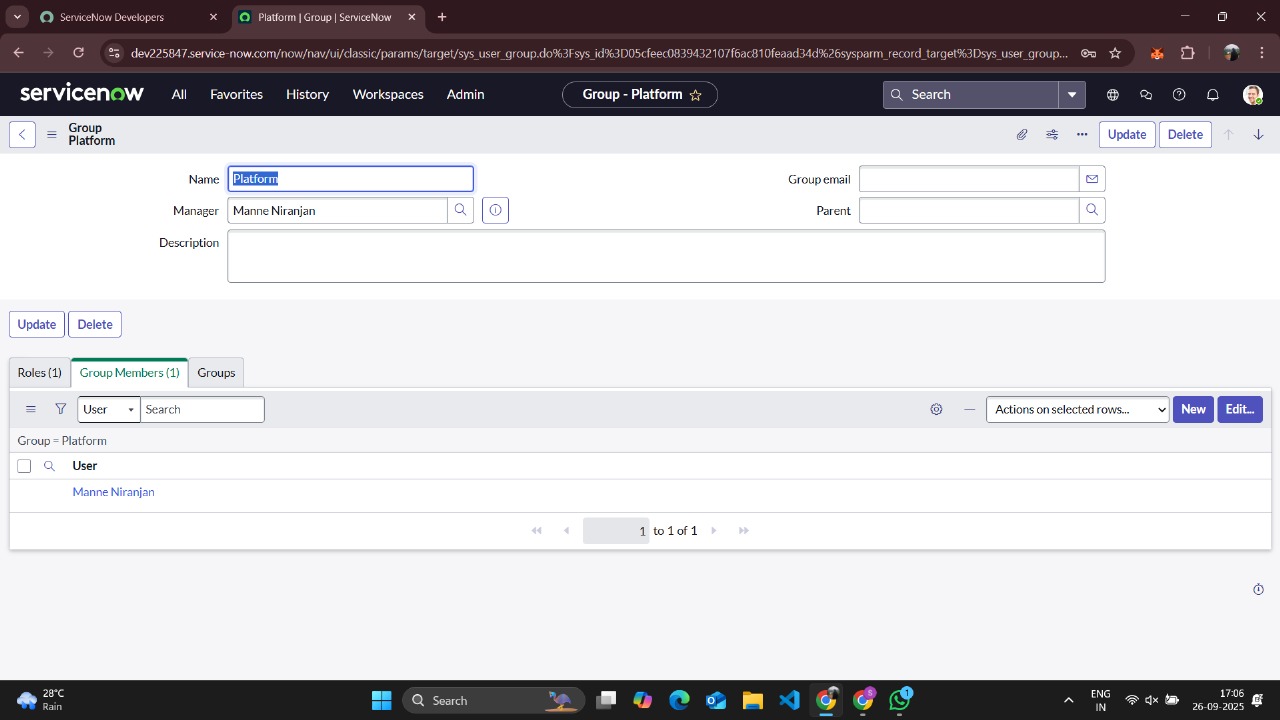 ServiceNow Developers
Platform | Group | ServiceNow
dev225847.service-now.com/now/nav/ui/classic/params/target/sys_user_group.do%3Fsys_id%3D05cfeec0839432107f6ac810feaad34d%26sysparm_record_target%3Dsys_user_group...
servicenow All Favorites History Workspaces Admin Group - Platform Search
Group
Platform
Update Delete
Name Platform Group email
Manager Manne Niranjan Parent
Description
Update Delete
Roles (1) Group Members (1) Groups
User Search Actions on selected rows... New Edit...
Group = Platform
User
Manne Niranjan
1 to 1 of 1
28°C
Rain
Search
S
1
ENG
IN
17:06
26-09-2025